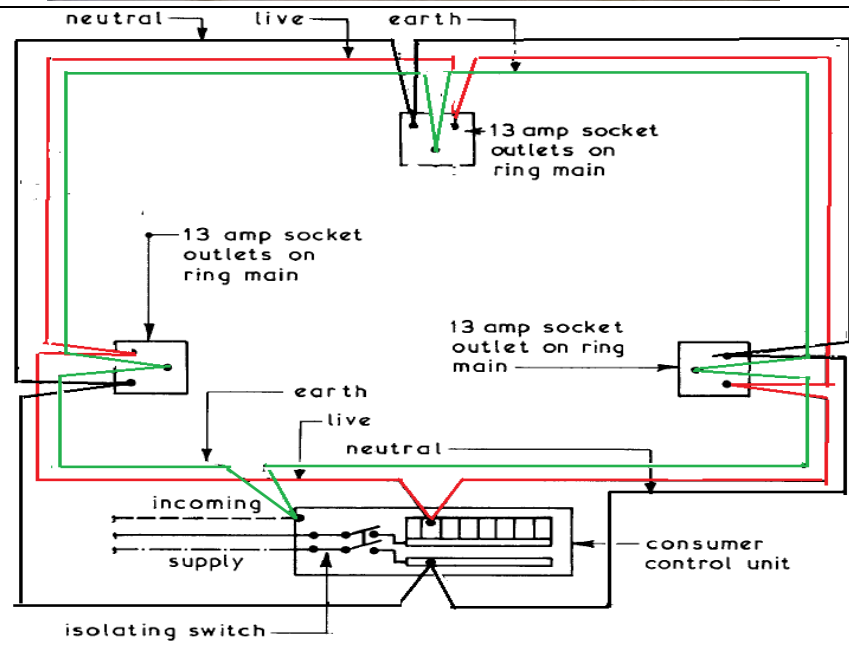 neutral
live
earth
13 amp socket
outlets on
ring main
13 amp socket
outlets on
ring main
13 amp socket
outlet on ring
main
earth
live
neutral
incoming
supply
consumer
control unit
isolating switch